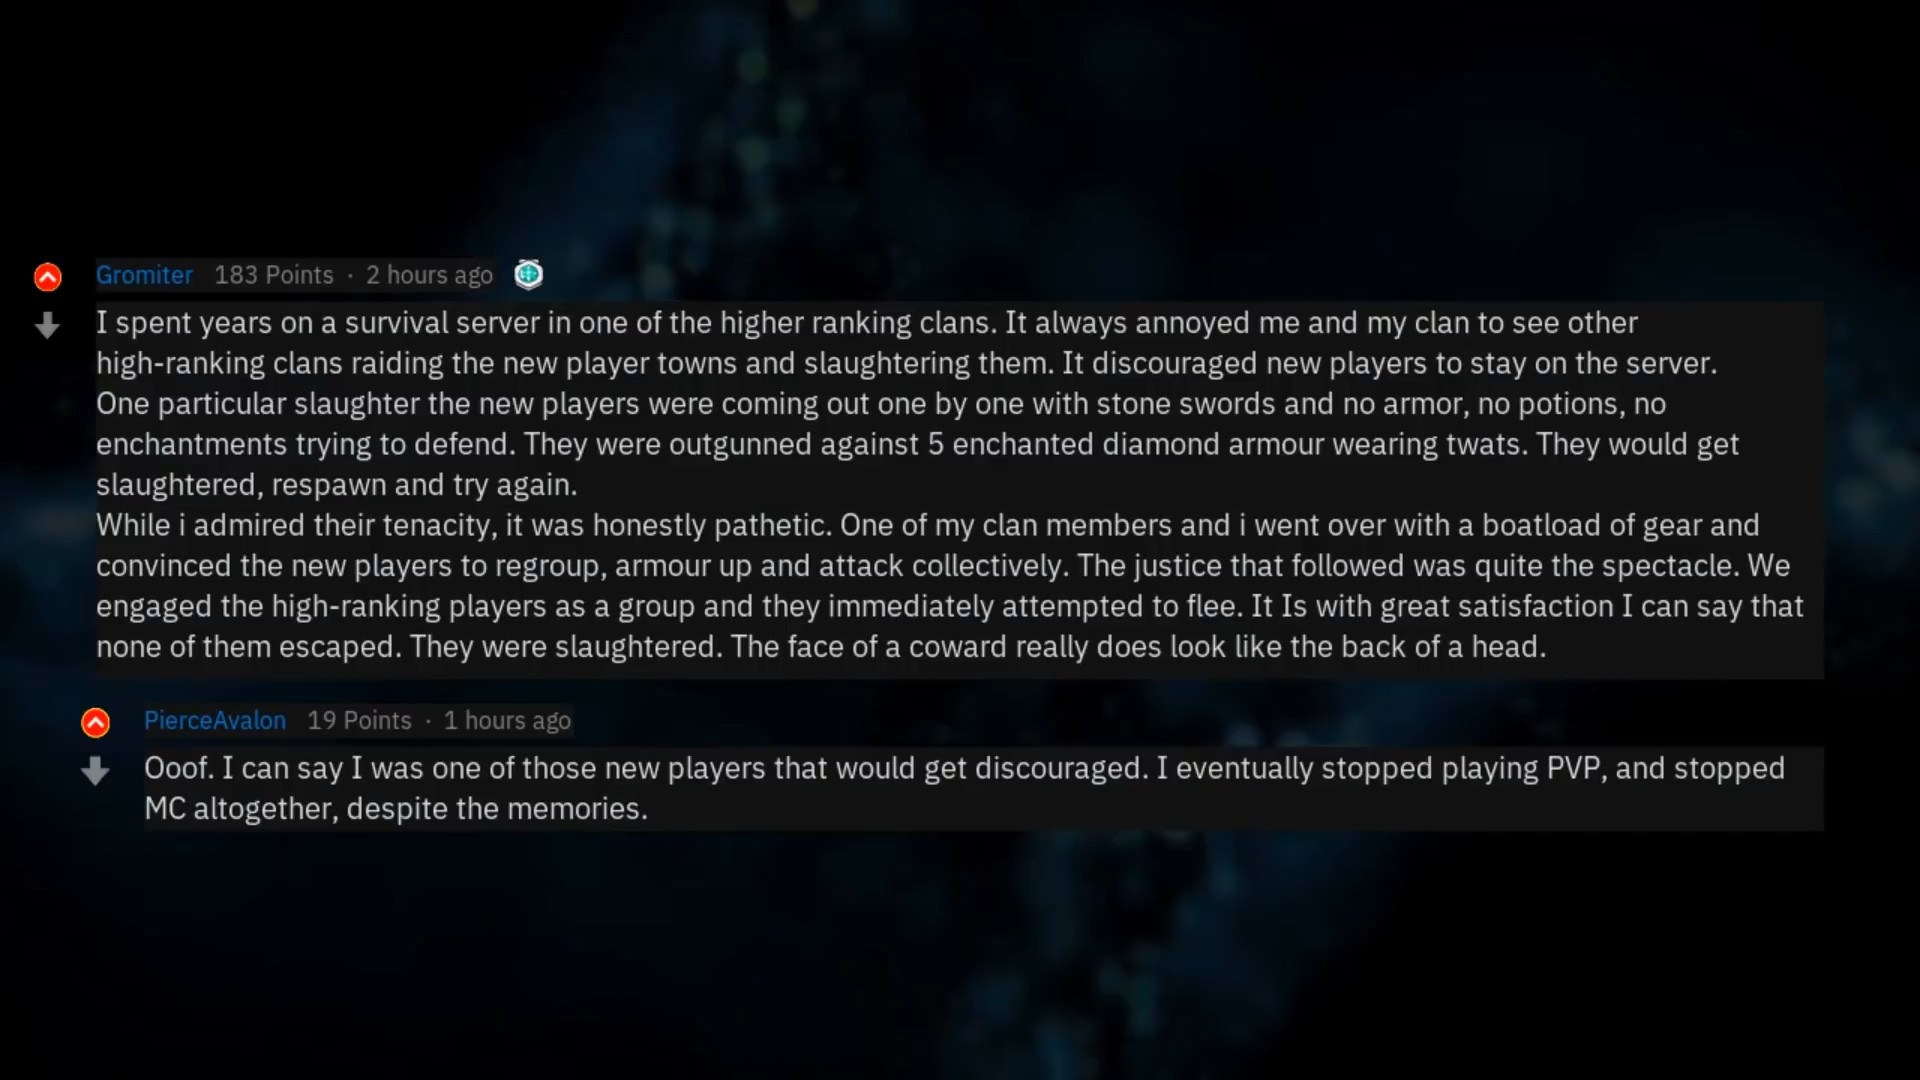 Gromiter 183 Points · 2 hours ago
I spent years on a survival server in one of the higher ranking clans. It always annoyed me and my clan to see other
high-ranking clans raiding the new player towns and slaughtering them. It discouraged new players to stay on the server.
One particular slaughter the new players were coming out one by one with stone swords and no armor, no potions, no
enchantments trying to defend. They were outgunned against 5 enchanted diamond armour wearing twats. They would get
slaughtered, respawn and try again.
While i admired their tenacity, it was honestly pathetic. One of my clan members and i went over with a boatload of gear and
convinced the new players to regroup, armour up and attack collectively. The justice that followed was quite the spectacle. We
engaged the high-ranking players as a group and they immediately attempted to flee. It Is with great satisfaction I can say that
none of them escaped. They were slaughtered. The face of a coward really does look like the back of a head.
PierceAvalon 19 Points · 1 hours ago
Ooof. I can say I was one of those new players that would get discouraged. I eventually stopped playing PVP, and stopped
MC altogether, despite the memories.